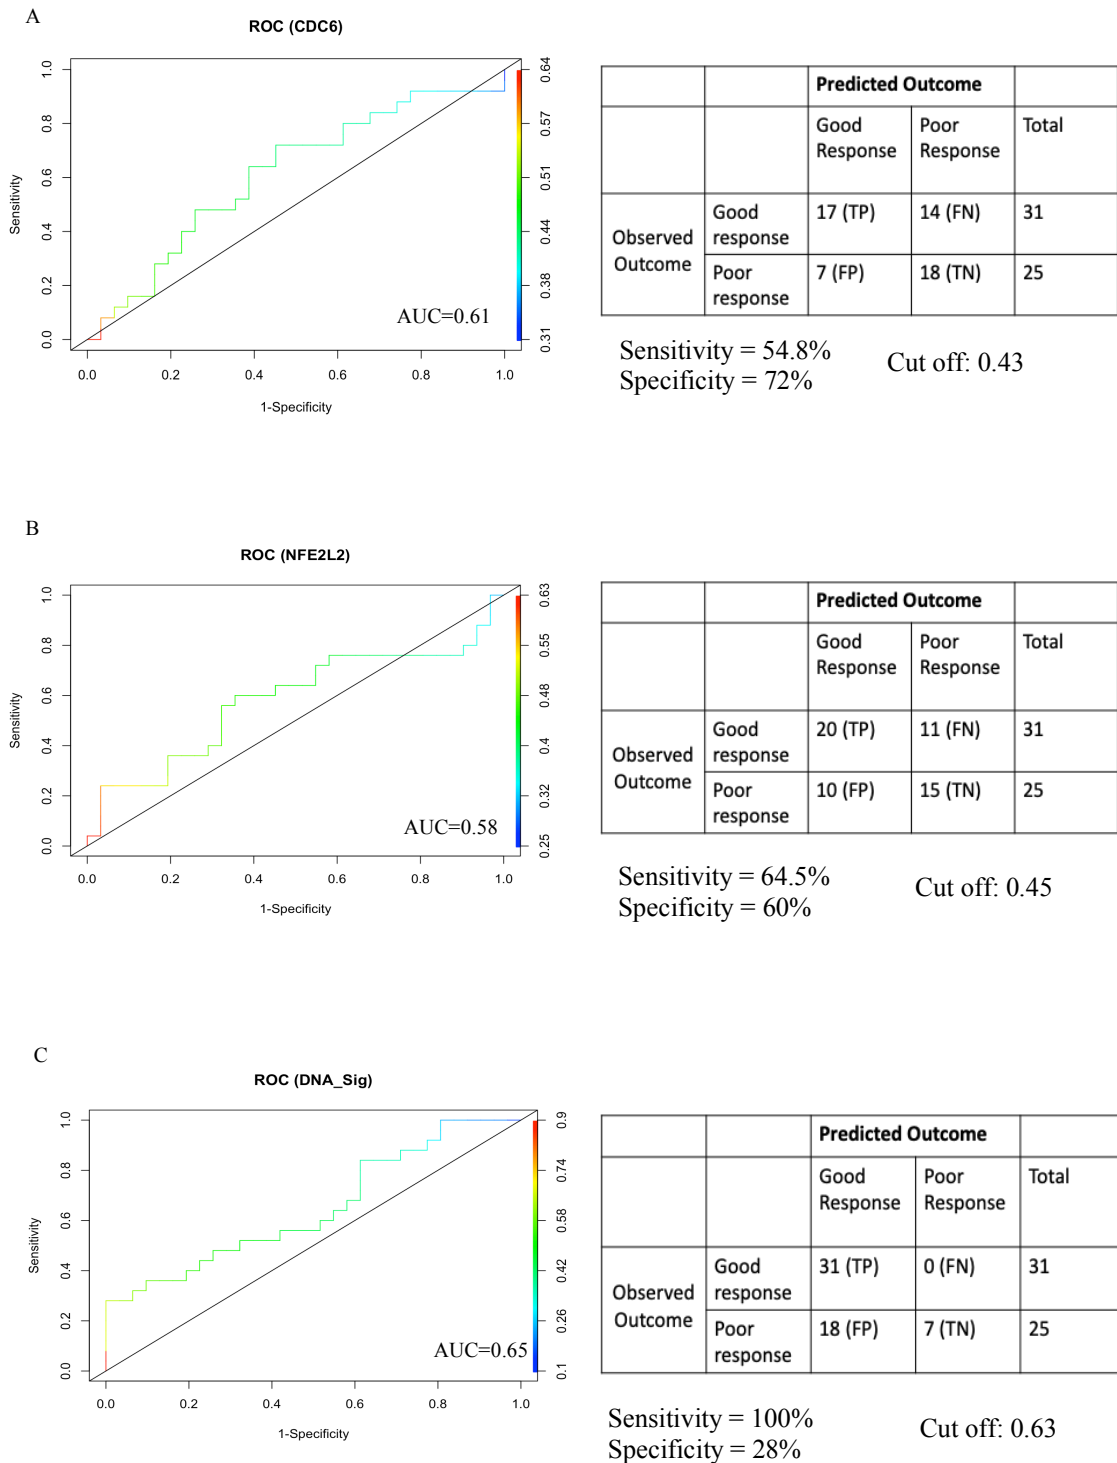 A
ROC (CDC6)
Sensitivity
0.0 0.2 0.4 0.6 0.8 1.0
0.31 0.38 0.44 0.51 0.57 0.64
AUC=0.61
0.0 0.2 0.4 0.6 0.8 1.0
1-Specificity
Predicted Outcome
Good Poor Total
Response Response
Observed Good 17 (TP) 14 (FN) 31
Outcome response
Poor 7 (FP) 18 (TN) 25
response
Sensitivity = 54.8%
Specificity = 72%
Cut off: 0.43
B
ROC (NFE2L2)
Sensitivity
0.0 0.2 0.4 0.6 0.8 1.0
0.25 0.32 0.4 0.48 0.55 0.63
AUC=0.58
0.0 0.2 0.4 0.6 0.8 1.0
1-Specificity
Predicted Outcome
Good Poor Total
Response Response
Observed Good 20 (TP) 11 (FN) 31
Outcome response
Poor 10 (FP) 15 (TN) 25
response
Sensitivity = 64.5%
Specificity = 60%
Cut off: 0.45
C
ROC (DNA_Sig)
Sensitivity
0.0 0.2 0.4 0.6 0.8 1.0
0.1 0.26 0.42 0.58 0.74 0.9
AUC=0.65
0.0 0.2 0.4 0.6 0.8 1.0
1-Specificity
Predicted Outcome
Good Poor Total
Response Response
Observed Good 31 (TP) 0 (FN) 31
Outcome response
Poor 18 (FP) 7 (TN) 25
response
Sensitivity = 100%
Specificity = 28%
Cut off: 0.63